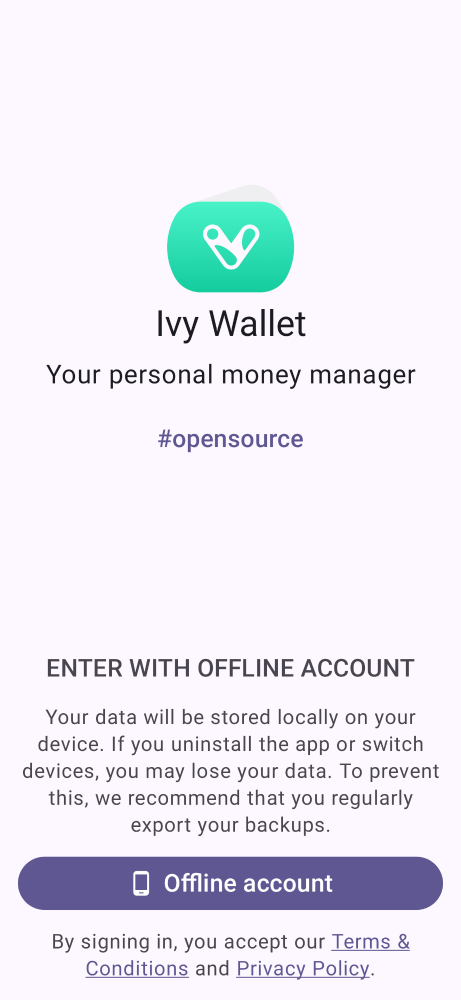 Ivy Wallet
Your personal money manager
#opensource
ENTER WITH OFFLINE ACCOUNT
Your data will be stored locally on your
device. If you uninstall the app or switch
devices, you may lose your data. To prevent
this, we recommend that you regularly
export your backups.
Offline account
By signing in, you accept our Terms &
Conditions and Privacy Policy.